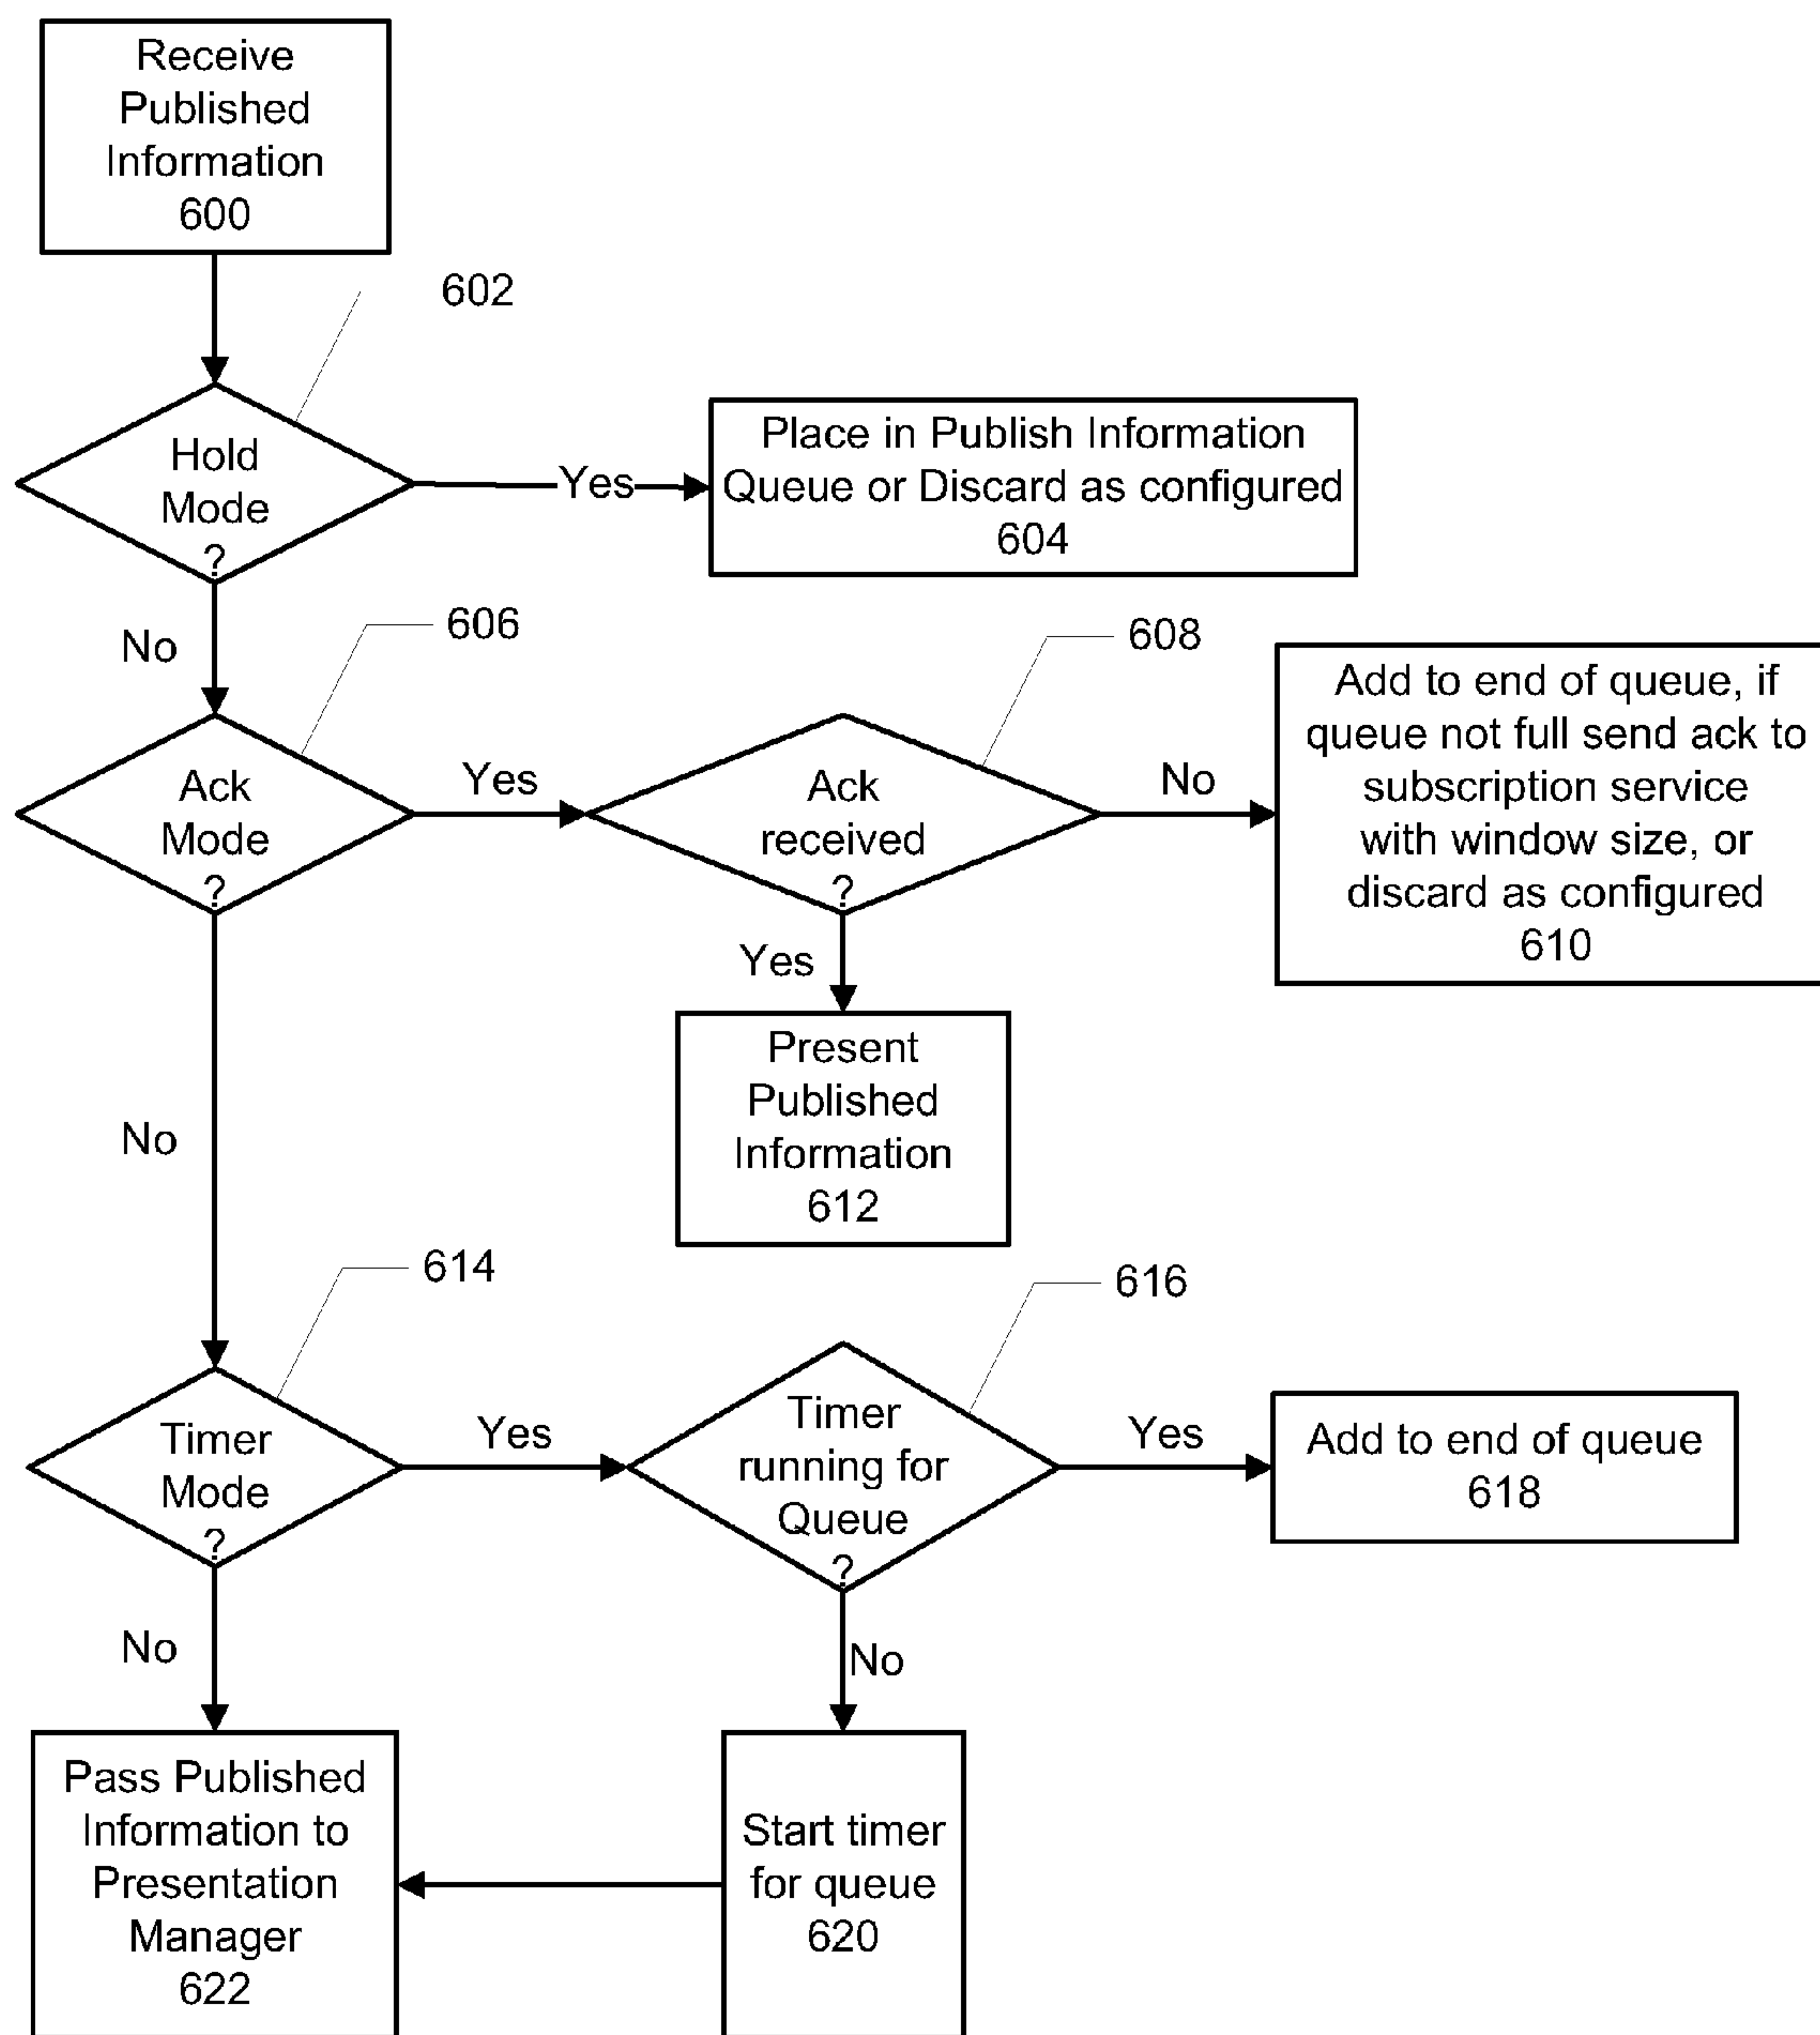 Receive
Published
Information
600
602
Hold
Mode
?
Yes
Place in Publish Information
Queue or Discard as configured
604
No
606
Ack
Mode
?
Yes
608
Ack
received
?
No
Add to end of queue, if
queue not full send ack to
subscription service
with window size, or
discard as configured
610
Yes
Present
Published
Information
612
No
614
Timer
Mode
?
Yes
616
Timer
running for
Queue
?
Yes
Add to end of queue
618
No
No
Pass Published
Information to
Presentation
Manager
622
Start timer
for queue
620